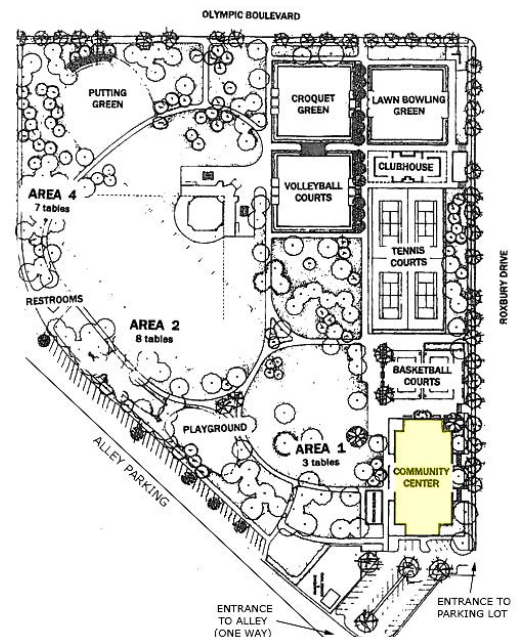 OLYMPIC BOULEVARD
PUTTING
GREEN
CROQUET
GREEN
LAWN BOWLING
GREEN
CLUBHOUSE
VOLLEYBALL
COURTS
AREA 4
7 tables
TENNIS
COURTS
ROXBURY DRIVE
RESTROOMS
AREA 2
8 tables
BASKETBALL
COURTS
PLAYGROUND
AREA 1
3 tables
COMMUNITY
CENTER
ALLEY PARKING
ENTRANCE
TO ALLEY
(ONE WAY)
ENTRANCE TO
PARKING LOT